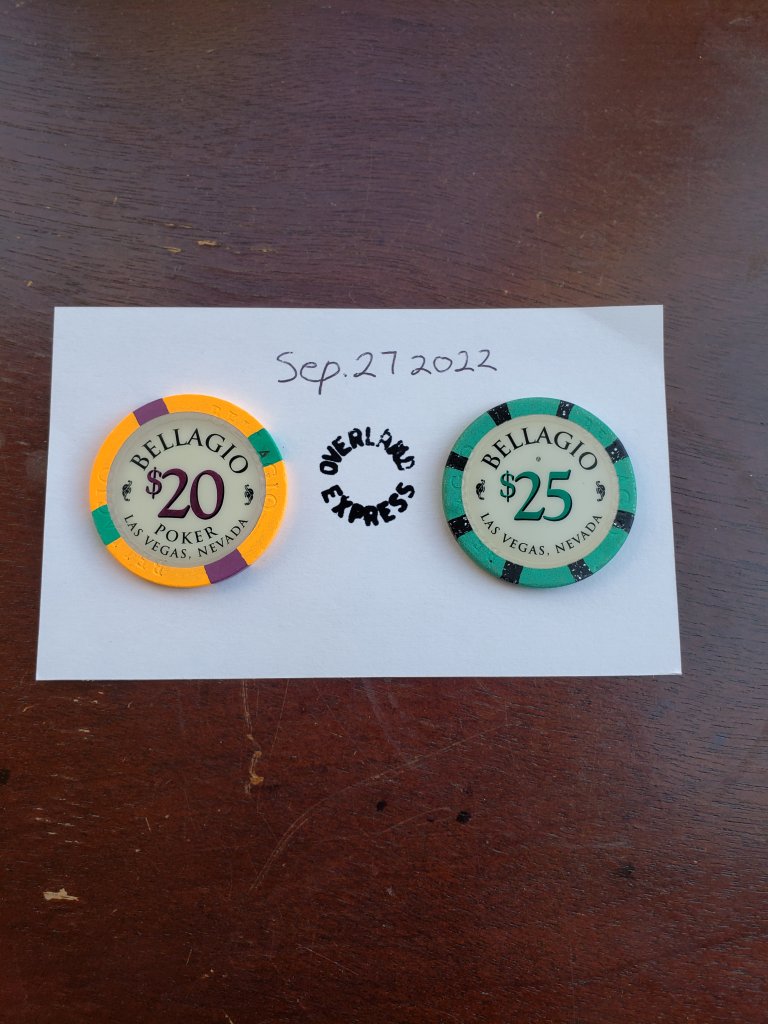 Sep. 27 2022
BELLAGIO
$20
POKER
LAS VEGAS, NEVADA
OVERLAND
EXPRESS
BELLAGIO
$25
LAS VEGAS, NEVADA